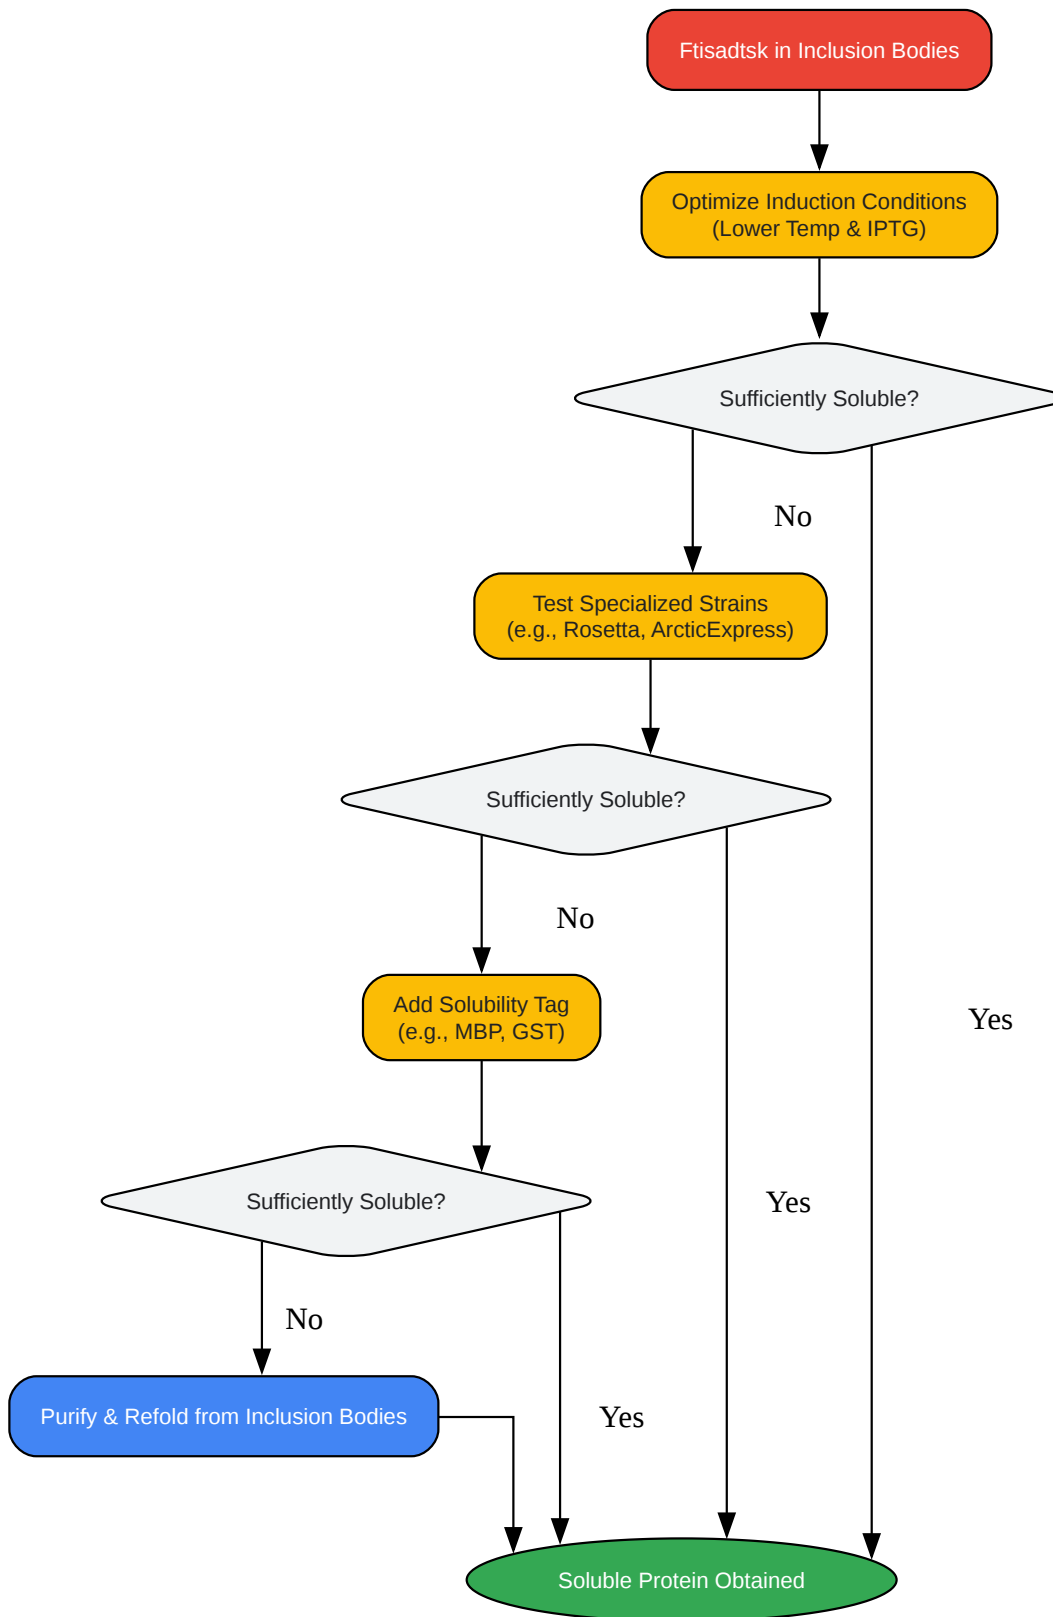 Ftisadtsk in Inclusion Bodies
Optimize Induction Conditions
(Lower Temp & IPTG)
Sufficiently Soluble?
No
Test Specialized Strains
(e.g., Rosetta, ArcticExpress)
Sufficiently Soluble?
No
Add Solubility Tag
(e.g., MBP, GST)
Yes
Sufficiently Soluble?
Yes
No
Purify & Refold from Inclusion Bodies
Yes
Soluble Protein Obtained